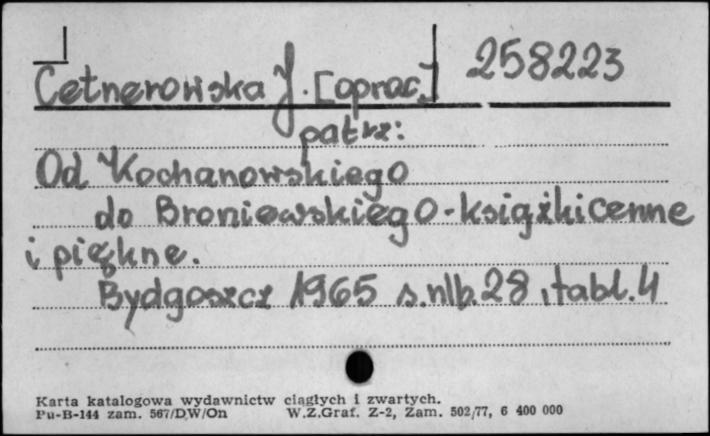 Cetnerowska J. [oprac.] 258223
patrz:
Od Kochanowskiego
do Broniewskiego - książki cenne
i piękne.
Bydgoszcz 1965 s.nlb. 28, tabl. 4
Karta katalogowa wydawnictw ciągłych i zwartych.
Pu-B-144 zam. 567/D,W/On W.Z.Graf. Z-2, Zam. 502/77, 6 400 000